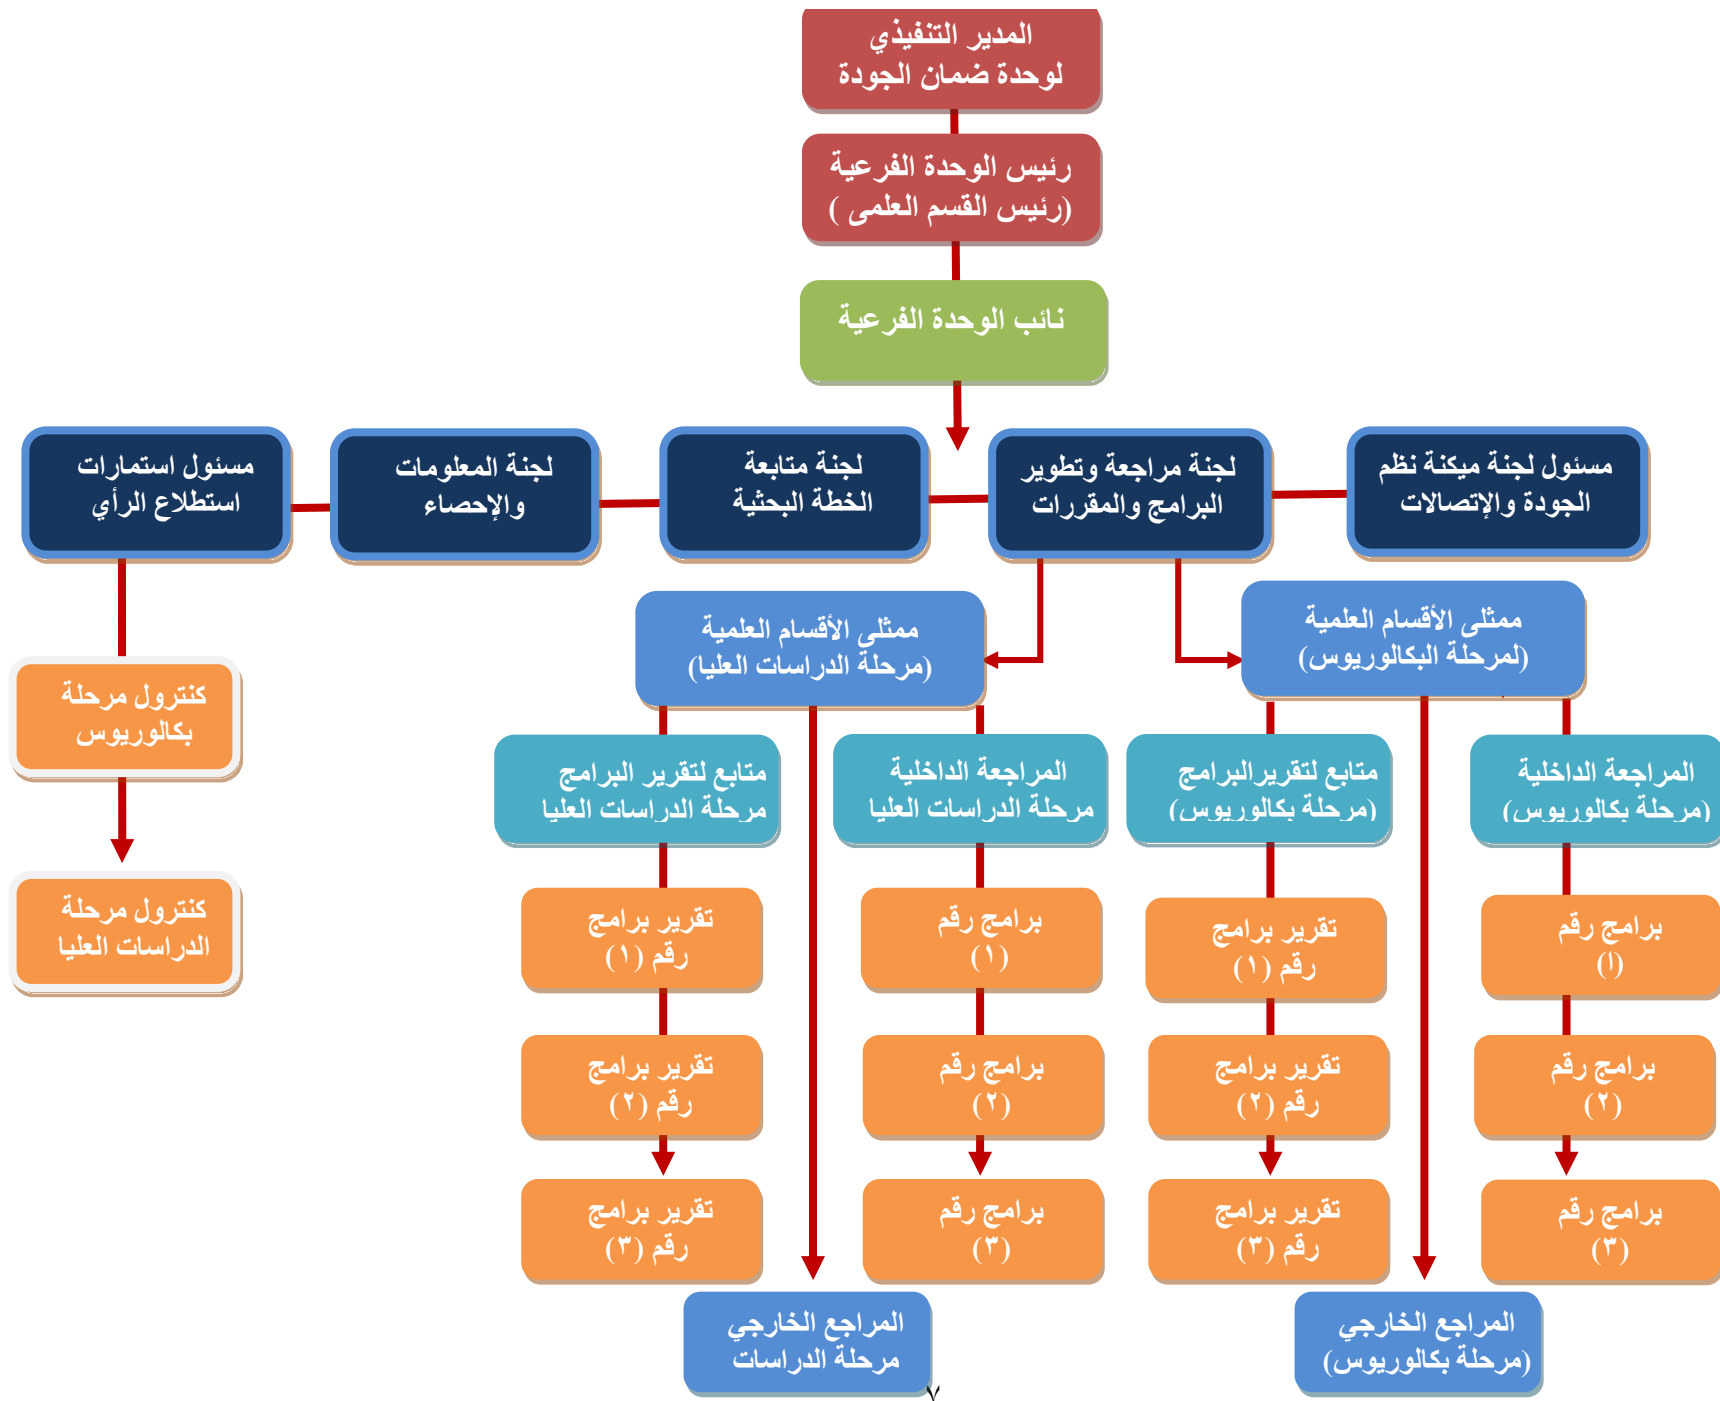 المدير التنفيذي
لوحدة ضمان الجودة
رئيس الوحدة الفرعية
(رئيس القسم العلمى )
نائب الوحدة الفرعية
مسئول لجنة ميكنة نظم
الجودة والإتصالات
لجنة مراجعة وتطوير
البرامج والمقررات
لجنة متابعة
الخطة البحثية
لجنة المعلومات
والإحصاء
مسئول استمارات
استطلاع الرأي
ممثلى الأقسام العلمية
(لمرحلة البكالوريوس)
ممثلى الأقسام العلمية
(مرحلة الدراسات العليا)
كنترول مرحلة
بكالوريوس
المراجعة الداخلية
(مرحلة بكالوريوس)
متابع لتقريرالبرامج
(مرحلة بكالوريوس)
المراجعة الداخلية
مرحلة الدراسات العليا
متابع لتقرير البرامج
مرحلة الدراسات العليا
كنترول مرحلة
الدراسات العليا
برامج رقم
(١)
تقرير برامج
رقم (١)
برامج رقم
(١)
تقرير برامج
رقم (١)
برامج رقم
(٢)
تقرير برامج
رقم (٢)
برامج رقم
(٢)
تقرير برامج
رقم (٢)
برامج رقم
(٣)
تقرير برامج
رقم (٣)
برامج رقم
(٣)
تقرير برامج
رقم (٣)
المراجع الخارجي
(مرحلة بكالوريوس)
المراجع الخارجي
مرحلة الدراسات
٧